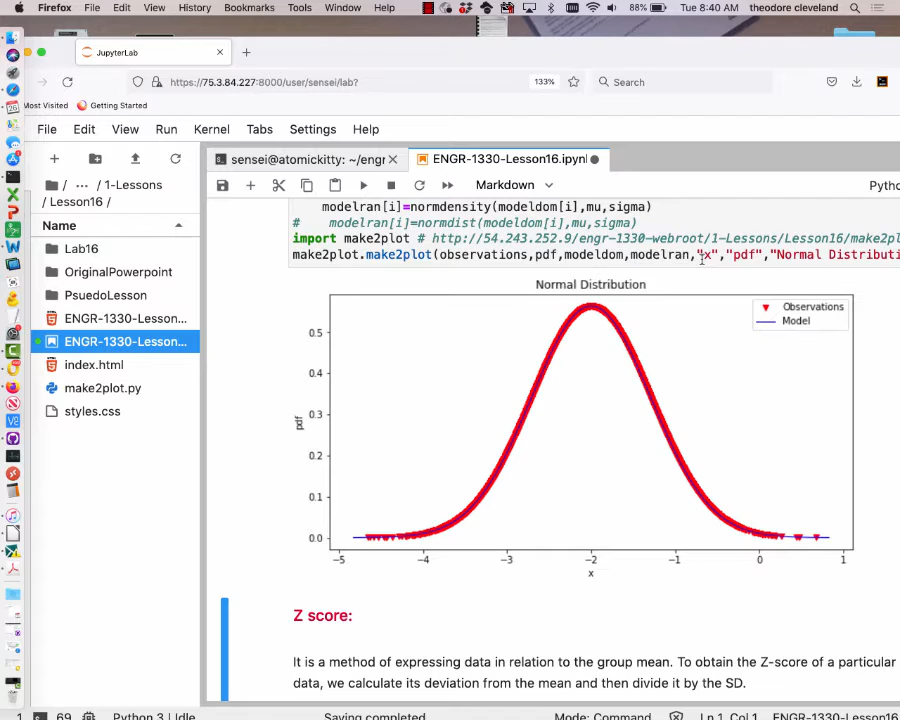 Firefox File Edit View History Bookmarks Tools Window Help 88% Tue 8:40 AM theodore cleveland
JupyterLab
https://75.3.84.227:8000/user/sensei/lab? 133% Search
Most Visited Getting Started
File Edit View Run Kernel Tabs Settings Help
sensei@atomickitty: ~/engr ENGR-1330-Lesson16.ipynl
/ ... / 1-Lessons
/ Lesson16 /
Markdown Pytho
Name
Lab16
OriginalPowerpoint
PsuedoLesson
ENGR-1330-Lesson...
ENGR-1330-Lesson...
index.html
make2plot.py
styles.css
modelran[i]=normdensity(modeldom[i],mu,sigma)
# modelran[i]=normdist(modeldom[i],mu,sigma)
import make2plot # http://54.243.252.9/engr-1330-webroot/1-Lessons/Lesson16/make2pl
make2plot.make2plot(observations,pdf,modeldom,modelran,"x","pdf","Normal Distributi
Normal Distribution
Observations
Model
0.5
0.4
0.3
0.2
0.1
0.0
pdf
−5 −4 −3 −2 −1 0 1
x
Z score:
It is a method of expressing data in relation to the group mean. To obtain the Z-score of a particular
data, we calculate its deviation from the mean and then divide it by the SD.
1 69 Python 3 | Idle Saving completed Mode: Command Ln 1, Col 1 ENGR-1330-Lesson16